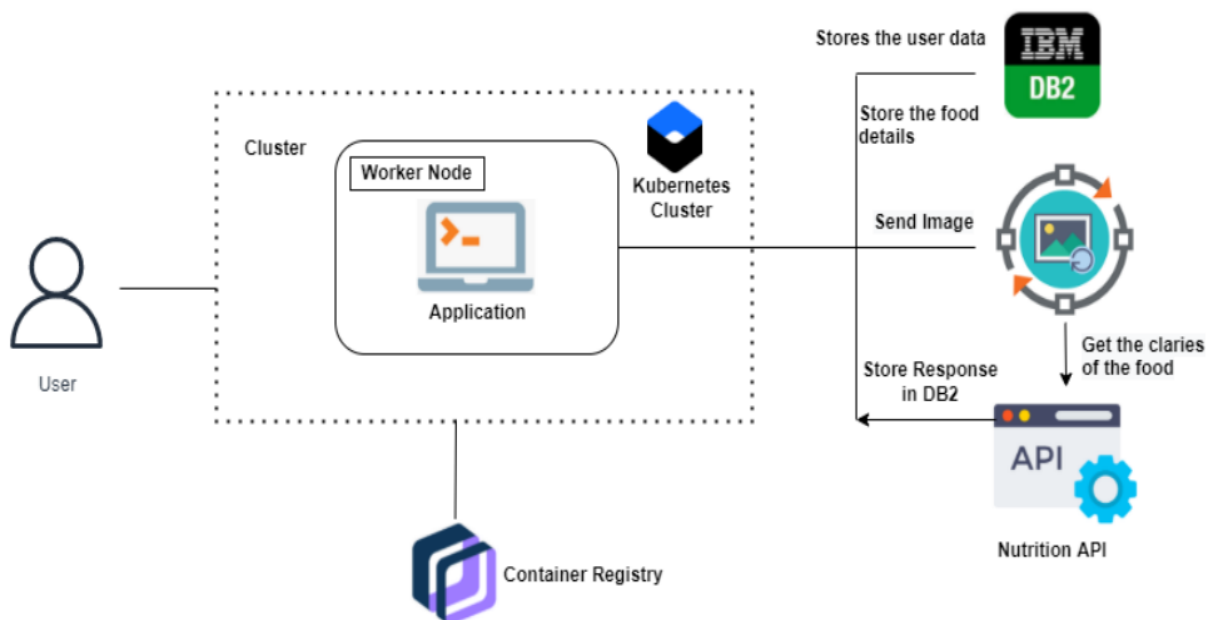 Stores the user data
IBM
DB2
Store the food
details
Cluster
Worker Node
Kubernetes
Cluster
Send Image
Application
User
Get the claries
of the food
Store Response
in DB2
API
Nutrition API
Container Registry